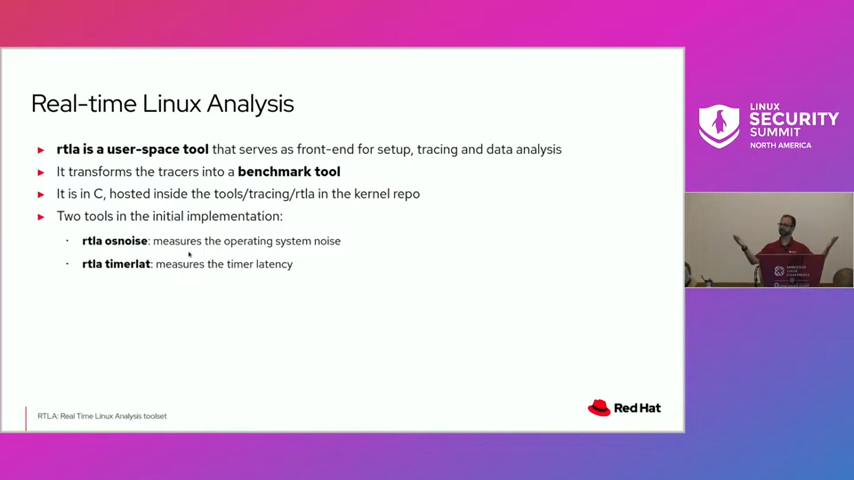 Real-time Linux Analysis
► rtla is a user-space tool that serves as front-end for setup, tracing and data analysis
► It transforms the tracers into a benchmark tool
► It is in C, hosted inside the tools/tracing/rtla in the kernel repo
► Two tools in the initial implementation:
· rtla osnoise: measures the operating system noise
· rtla timerlat: measures the timer latency
RTLA: Real Time Linux Analysis toolset
Red Hat
LINUX
SECURITY
SUMMIT
NORTH AMERICA